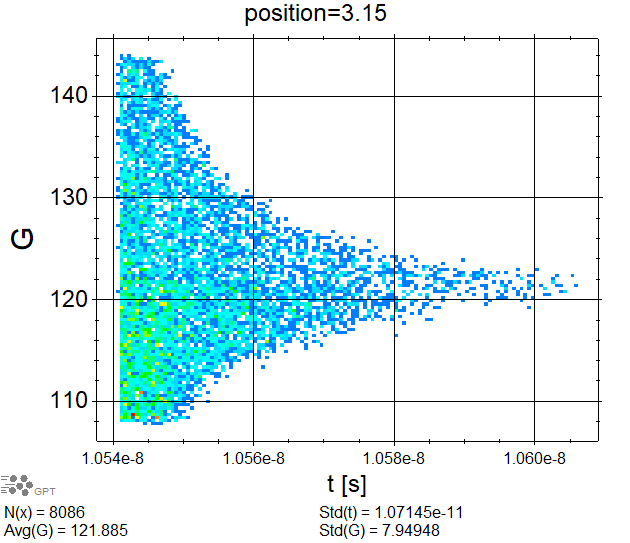 position=3.15
140
130
120
110
G
1.054e-8 1.056e-8 1.058e-8 1.060e-8
t [s]
GPT
N(x) = 8086 Std(t) = 1.07145e-11
Avg(G) = 121.885 Std(G) = 7.94948